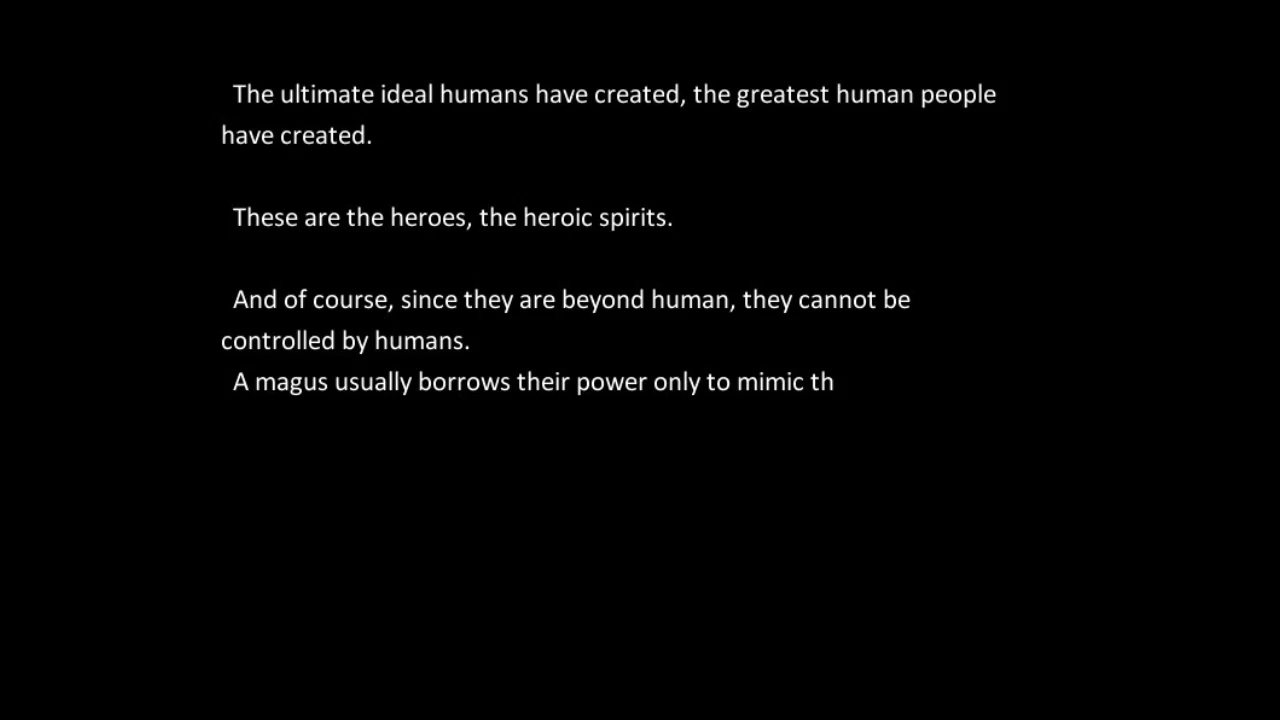 The ultimate ideal humans have created, the greatest human people
have created.
These are the heroes, the heroic spirits.
And of course, since they are beyond human, they cannot be
controlled by humans.
A magus usually borrows their power only to mimic th